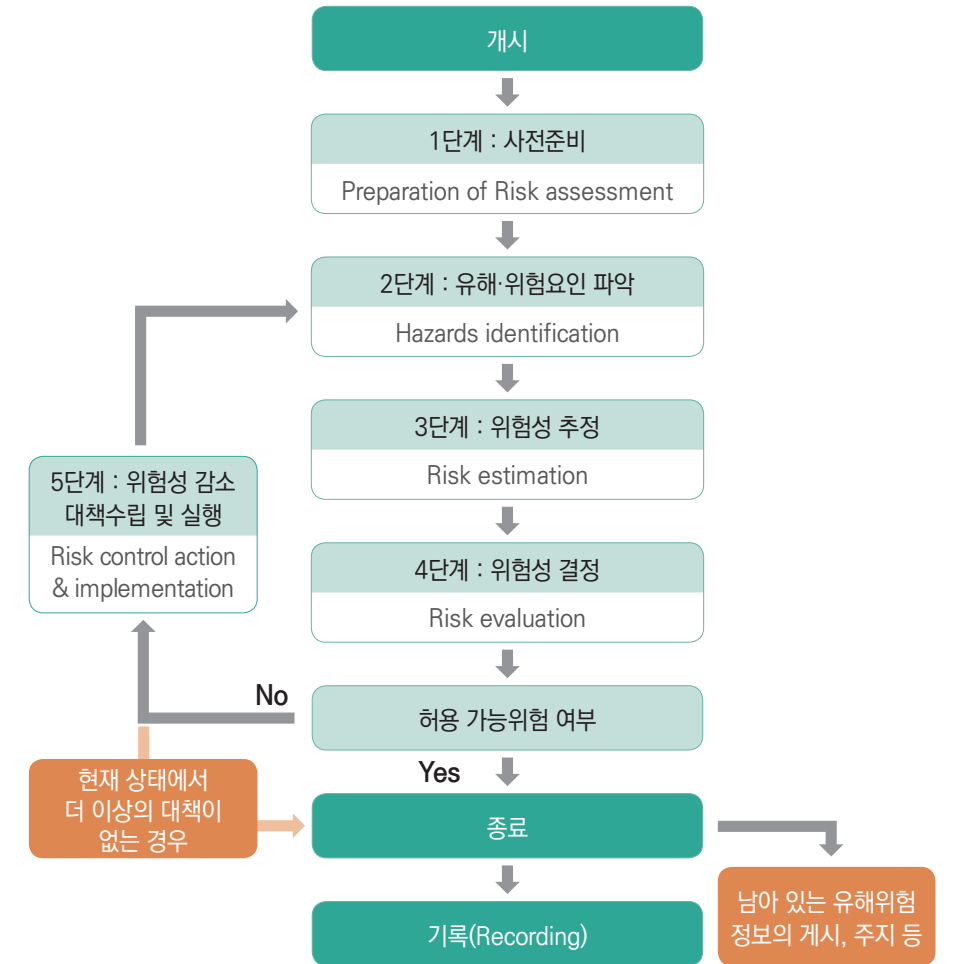 개시
1단계 : 사전준비
Preparation of Risk assessment
2단계 : 유해·위험요인 파악
Hazards identification
3단계 : 위험성 추정
Risk estimation
4단계 : 위험성 결정
Risk evaluation
5단계 : 위험성 감소
대책수립 및 실행
Risk control action
& implementation
허용 가능위험 여부
No
Yes
현재 상태에서
더 이상의 대책이
없는 경우
종료
기록(Recording)
남아 있는 유해위험
정보의 게시, 주지 등